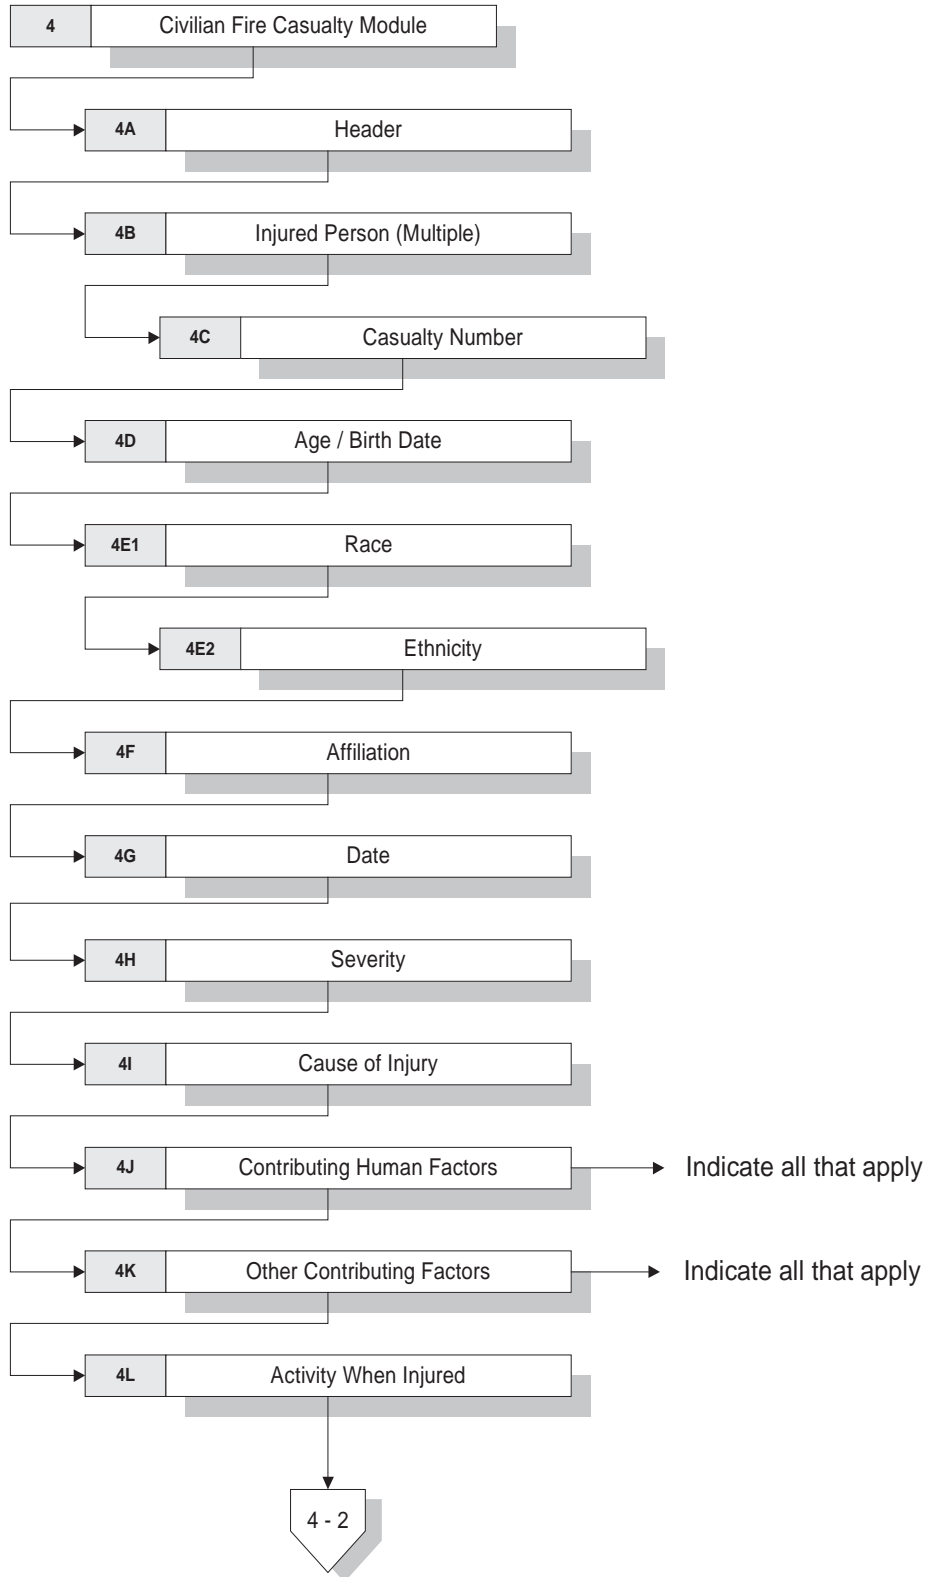 4 Civilian Fire Casualty Module
4A Header
4B Injured Person (Multiple)
4C Casualty Number
4D Age / Birth Date
4E1 Race
4E2 Ethnicity
4F Affiliation
4G Date
4H Severity
4I Cause of Injury
4J Contributing Human Factors Indicate all that apply
4K Other Contributing Factors Indicate all that apply
4L Activity When Injured
4 - 2